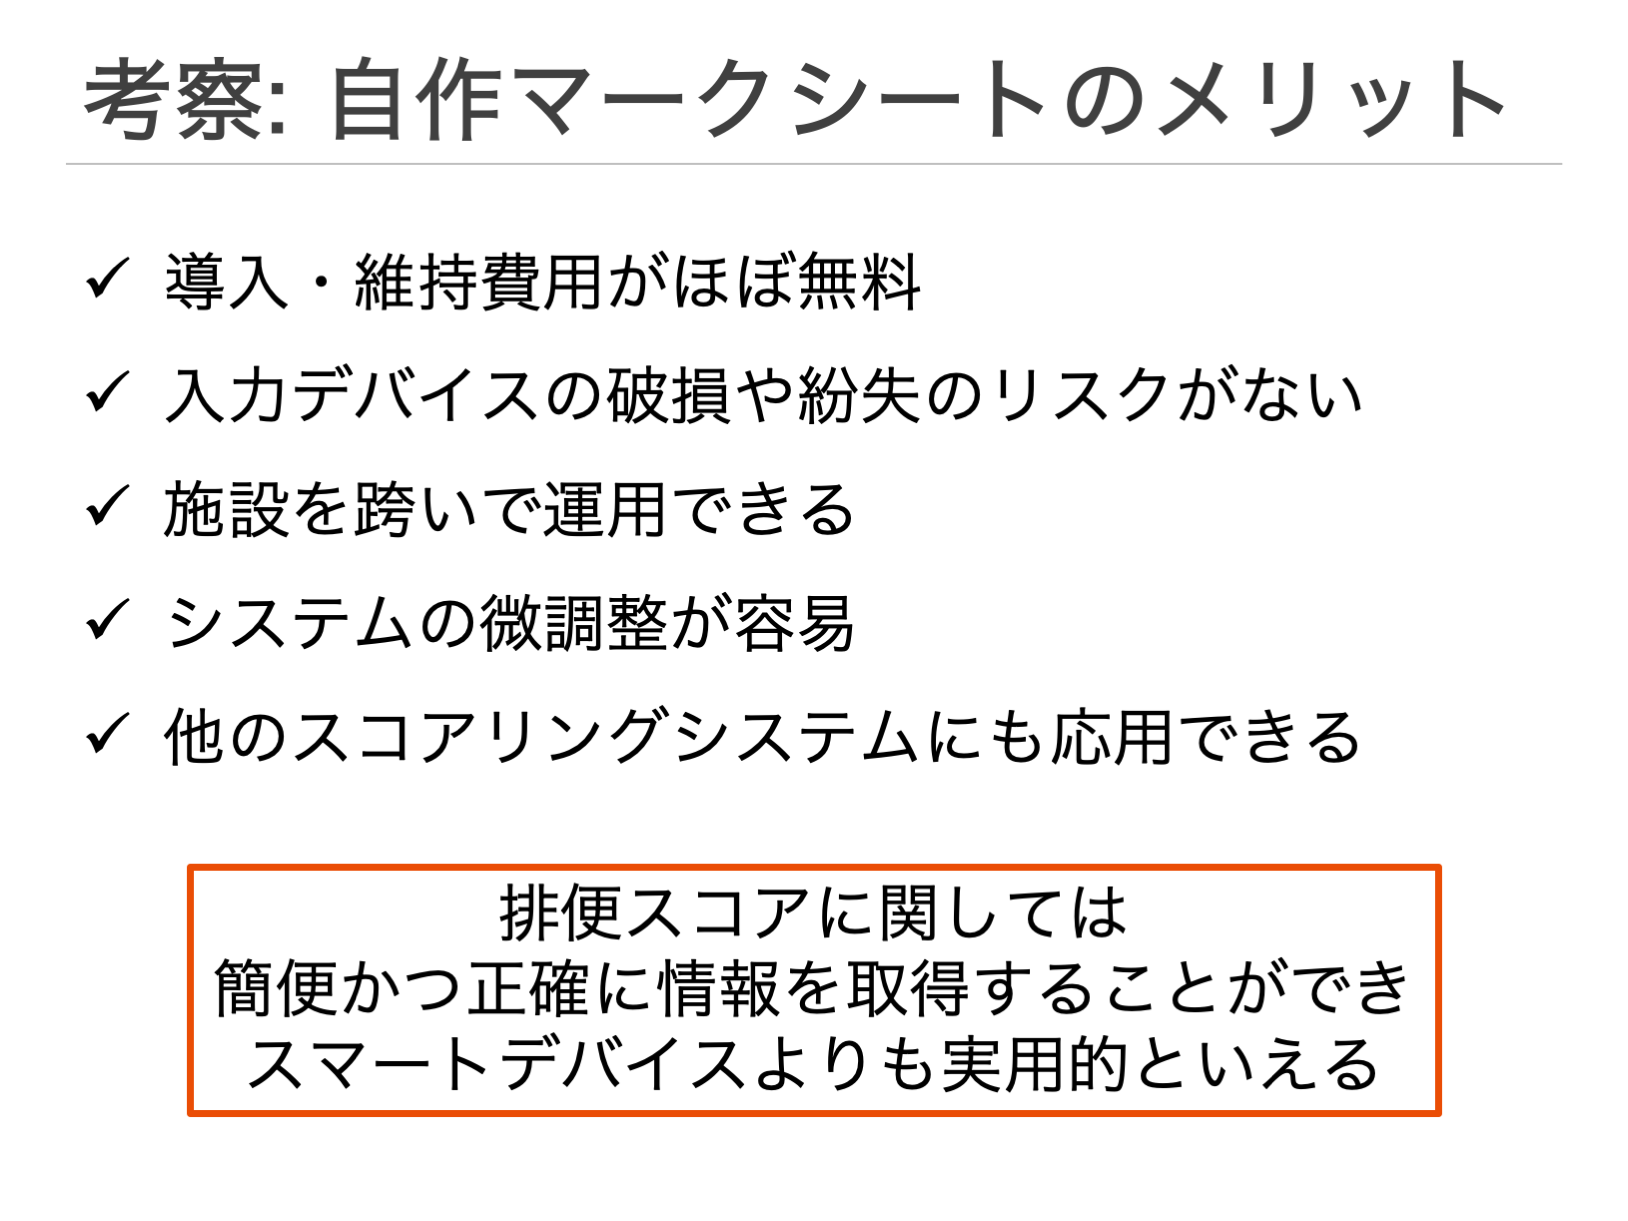 考察: 自作マークシートのメリット
✓ 導入・維持費用がほぼ無料
✓ 入力デバイスの破損や紛失のリスクがない
✓ 施設を跨いで運用できる
✓ システムの微調整が容易
✓ 他のスコアリングシステムにも応用できる
排便スコアに関しては
簡便かつ正確に情報を取得することができ
スマートデバイスよりも実用的といえる